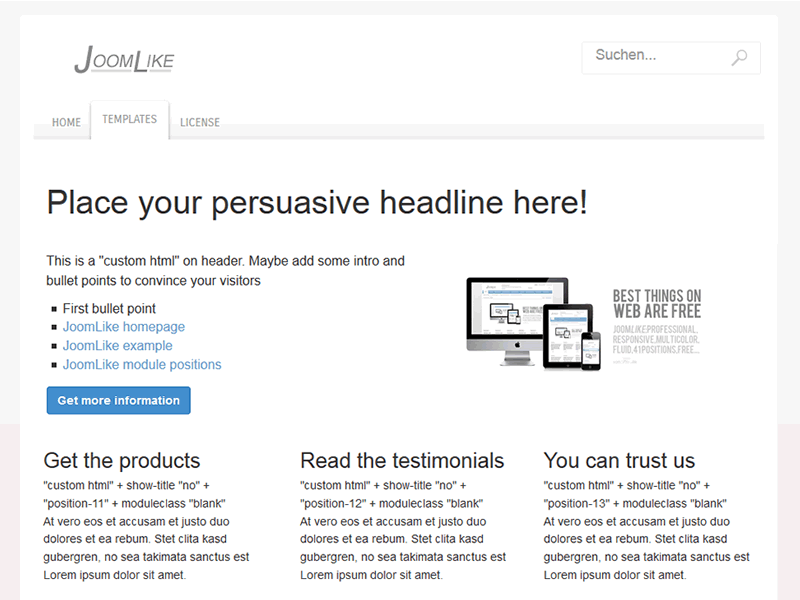 JOOMLIKE
Suchen...
HOME
TEMPLATES
LICENSE
Place your persuasive headline here!
This is a "custom html" on header. Maybe add some intro and
bullet points to convince your visitors
First bullet point
JoomLike homepage
JoomLike example
JoomLike module positions
Get more information
BEST THINGS ON
WEB ARE FREE
JOOMLIKE:PROFESSIONAL,
RESPONSIVE,MULTICOLOR,
FLUID,41POSITIONS,FREE...
Get the products
"custom html" + show-title "no" +
"position-11" + moduleclass "blank"
At vero eos et accusam et justo duo
dolores et ea rebum. Stet clita kasd
gubergren, no sea takimata sanctus est
Lorem ipsum dolor sit amet.
Read the testimonials
"custom html" + show-title "no" +
"position-12" + moduleclass "blank"
At vero eos et accusam et justo duo
dolores et ea rebum. Stet clita kasd
gubergren, no sea takimata sanctus est
Lorem ipsum dolor sit amet.
You can trust us
"custom html" + show-title "no" +
"position-13" + moduleclass "blank"
At vero eos et accusam et justo duo
dolores et ea rebum. Stet clita kasd
gubergren, no sea takimata sanctus est
Lorem ipsum dolor sit amet.